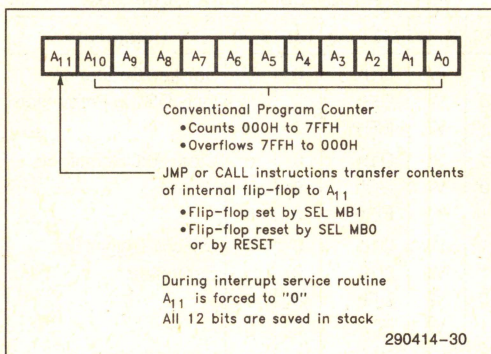 A11 A10 A9 A8 A7 A6 A5 A4 A3 A2 A1 A0
Conventional Program Counter
• Counts 000H to 7FFH
• Overflows 7FFH to 000H
JMP or CALL instructions transfer contents
of internal flip-flop to A11
• Flip-flop set by SEL MB1
• Flip-flop reset by SEL MB0
or by RESET
During interrupt service routine
A11 is forced to "0"
All 12 bits are saved in stack
290414-30